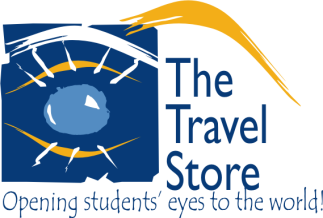 The
Travel
Store
Opening students' eyes to the world!